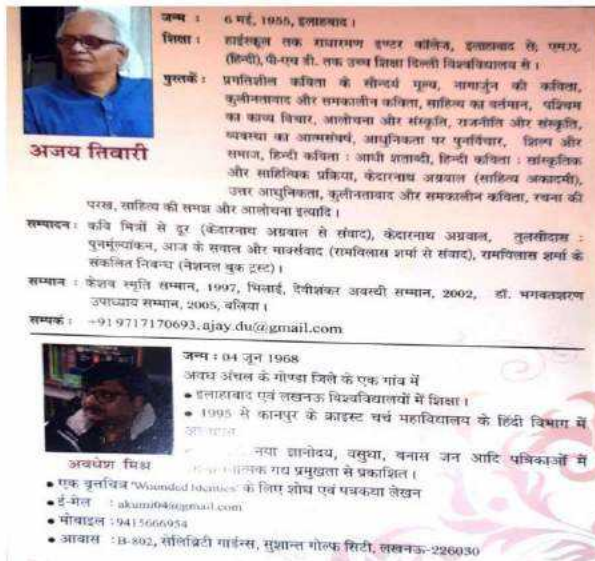 जन्म : 6 मई, 1955, इलाहबाद।
शिक्षा : हाईस्कूल तक राधारमण इण्टर कॉलेज, इलाहाबाद से; एम.ए.
(हिन्दी), पी-एच डी. तक उच्च शिक्षा दिल्ली विश्वविद्यालय से।
पुस्तकें : प्रगतिशील कविता के सौन्दर्य मूल्य, नागार्जुन की कविता,
कुलीनतावाद और समकालीन कविता, साहित्य का वर्तमान, पश्चिम
का काव्य विचार, आलोचना और संस्कृति, राजनीति और संस्कृति,
व्यवस्था का आत्मसंघर्ष, आधुनिकता पर पुनर्विचार, शिल्प और
समाज, हिन्दी कविता : आधी शताब्दी, हिन्दी कविता : सांस्कृतिक
और साहित्यिक प्रक्रिया, केदारनाथ अग्रवाल (साहित्य अकादमी),
उत्तर आधुनिकता, कुलीनतावाद और समकालीन कविता, रचना की
परख, साहित्य की समझ और आलोचना इत्यादि।
अजय तिवारी
सम्पादन : कवि मित्रों से दूर (केदारनाथ अग्रवाल से संवाद), केदारनाथ अग्रवाल, तुलसीदास :
पुनर्मूल्यांकन, आज के सवाल और मार्क्सवाद (रामविलास शर्मा से संवाद), रामविलास शर्मा के
संकलित निबन्ध (नेशनल बुक ट्रस्ट)।
सम्मान : केशव स्मृति सम्मान, 1997, भिलाई, देवीशंकर अवस्थी सम्मान, 2002, डॉ. भगवतशरण
उपाध्याय सम्मान, 2005, बलिया।
सम्पर्क : +91 9717170693, ajay.du@gmail.com
जन्म : 04 जून 1968
अवध अंचल के गोण्डा जिले के एक गांव में
• इलाहाबाद एवं लखनऊ विश्वविद्यालयों में शिक्षा।
• 1995 से कानपुर के क्राइस्ट चर्च महाविद्यालय के हिंदी विभाग में
नया ज्ञानोदय, वसुधा, बनास जन आदि पत्रिकाओं में
गद्य प्रमुखता से प्रकाशित।
अवधेश मिश्र
• एक वृत्तचित्र 'Wounded Identies' के लिए शोध एवं पत्रकथा लेखन
• ई-मेल : akumi04@gmail.com
• मोबाइल : 9415666954
• आवास : B-802, सेलिब्रिटी गार्डन्स, सुशान्त गोल्फ सिटी, लखनऊ-226030